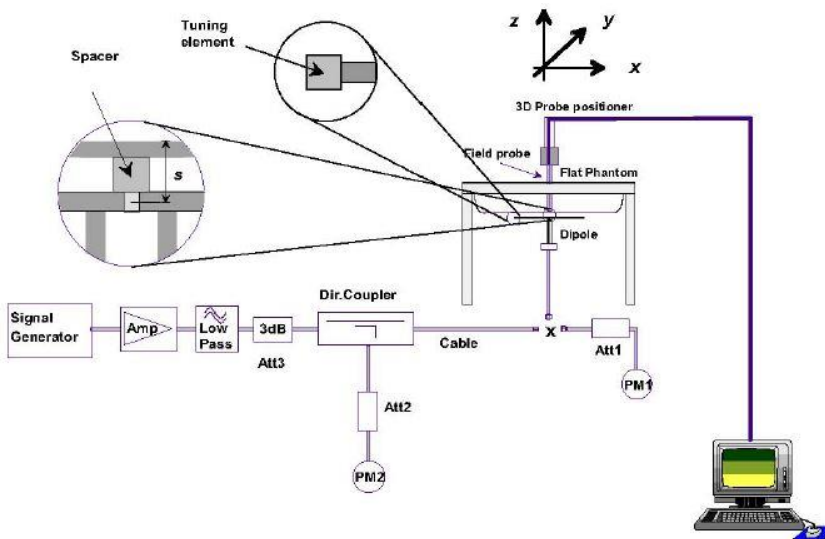 Tuning
element
Spacer
s
z
y
x
3D Probe positioner
Field probe
Flat Phantom
Dipole
Dir.Coupler
Signal
Generator
Amp
Low
Pass
3dB
Att3
Cable
x
Att1
PM1
Att2
PM2